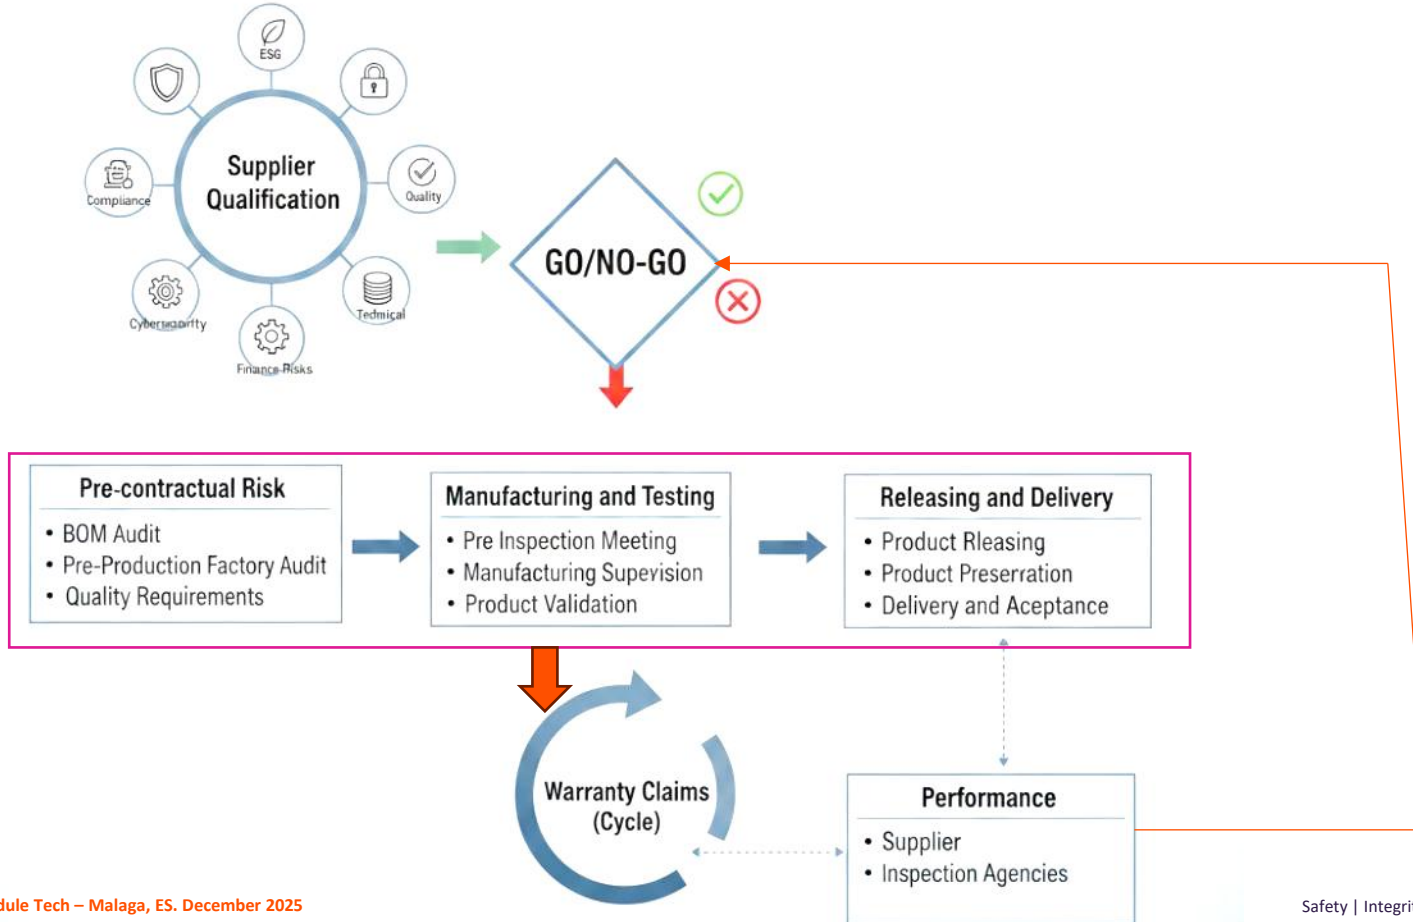 ESG
Supplier
Qualification
Compliance
Quality
Technical
Finance Risks
GO/NO-GO
Pre-contractual Risk
• BOM Audit
• Pre-Production Factory Audit
• Quality Requirements
Manufacturing and Testing
• Pre Inspection Meeting
• Manufacturing Supevision
• Product Validation
Releasing and Delivery
• Product Rleasing
• Product Preserration
• Delivery and Aceptance
Warranty Claims
(Cycle)
Performance
• Supplier
• Inspection Agencies
dule Tech – Malaga, ES. December 2025
Safety | Integrit